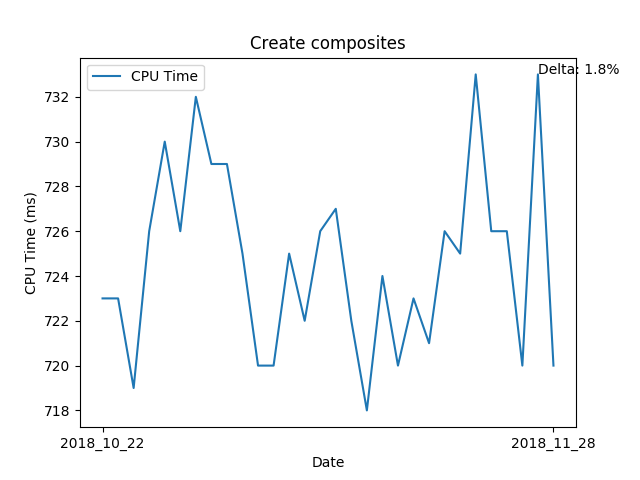 Create composites
Delta: 1.8%
CPU Time
732
730
728
726
724
722
720
718
CPU Time (ms)
2018_10_22
2018_11_28
Date